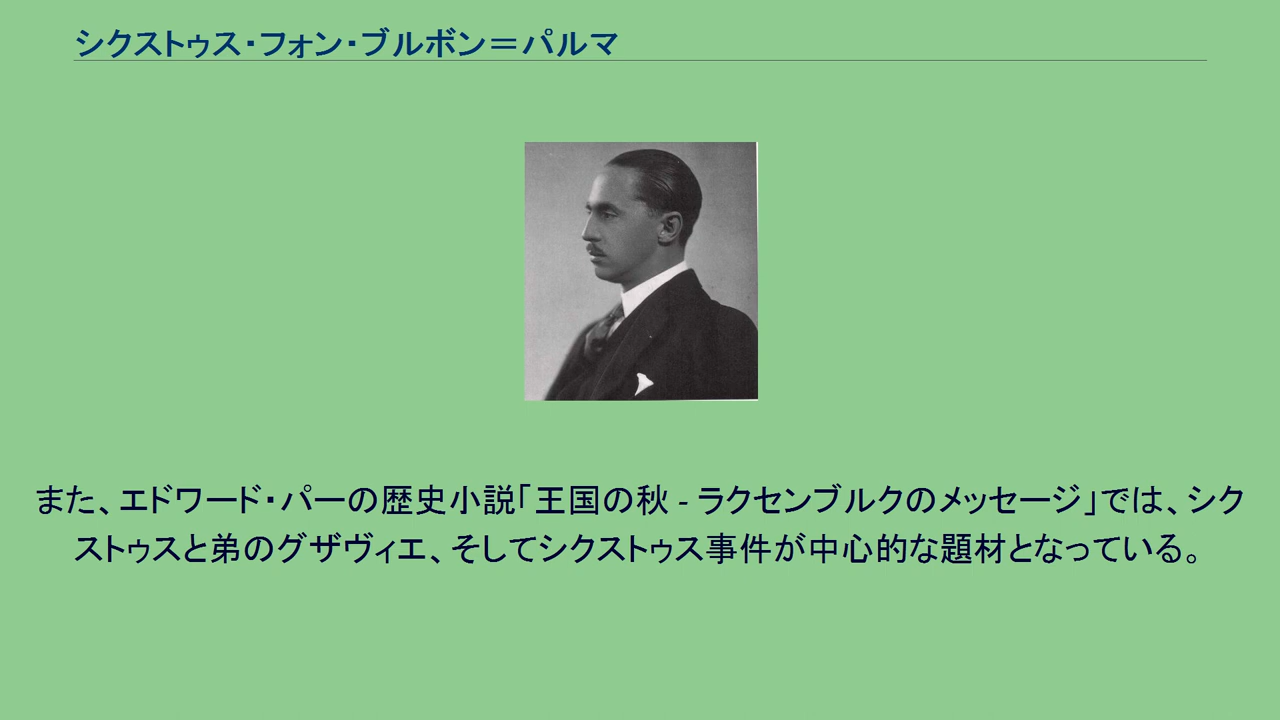 シクストゥス・フォン・ブルボン＝パルマ
また、エドワード・パーの歴史小説「王国の秋 - ラクセンブルクのメッセージ」では、シク
ストゥスと弟のグザヴィエ、そしてシクストゥス事件が中心的な題材となっている。